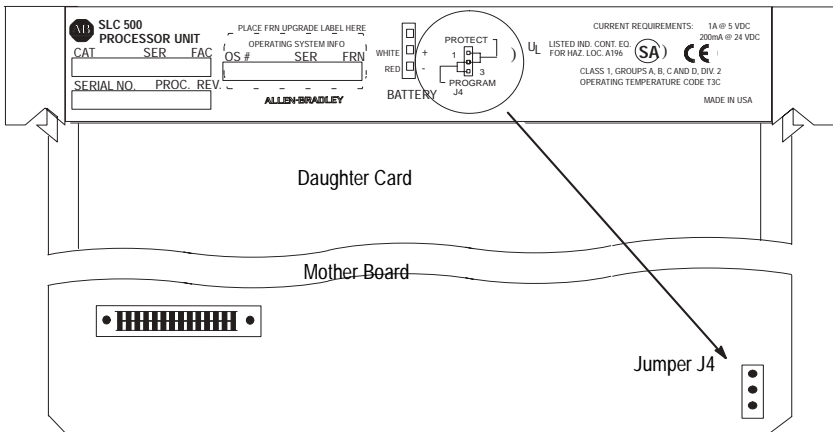 AB
SLC 500
PROCESSOR UNIT
CAT SER FAC
SERIAL NO. PROC. REV.
PLACE FRN UPGRADE LABEL HERE
OPERATING SYSTEM INFO
OS # SER FRN
ALLEN-BRADLEY
WHITE +
RED -
BATTERY
PROTECT
1
3
PROGRAM
J4
UL LISTED IND. CONT. EQ.
FOR HAZ. LOC. A196
SA
CE
CURRENT REQUIREMENTS: 1A @ 5 VDC
200mA @ 24 VDC
CLASS 1, GROUPS A, B, C AND D, DIV. 2
OPERATING TEMPERATURE CODE T3C
MADE IN USA
Daughter Card
Mother Board
Jumper J4